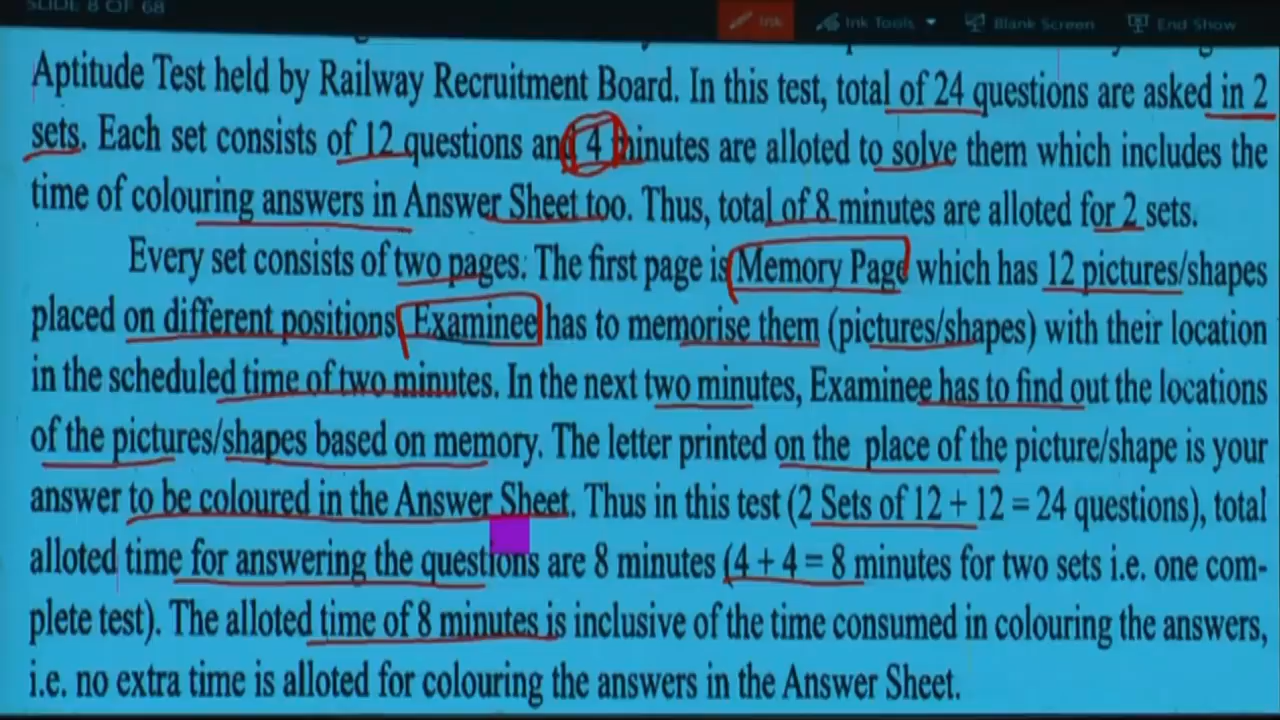 SLIDE 8 OF 68
Ink
Ink Tools
Blank Screen
End Show
Aptitude Test held by Railway Recruitment Board. In this test, total of 24 questions are asked in 2
sets. Each set consists of 12 questions and 4 minutes are alloted to solve them which includes the
time of colouring answers in Answer Sheet too. Thus, total of 8 minutes are alloted for 2 sets.
Every set consists of two pages. The first page is Memory Page which has 12 pictures/shapes
placed on different positions. Examinee has to memorise them (pictures/shapes) with their location
in the scheduled time of two minutes. In the next two minutes, Examinee has to find out the locations
of the pictures/shapes based on memory. The letter printed on the place of the picture/shape is your
answer to be coloured in the Answer Sheet. Thus in this test (2 Sets of 12 + 12 = 24 questions), total
alloted time for answering the questions are 8 minutes (4 + 4 = 8 minutes for two sets i.e. one com-
plete test). The alloted time of 8 minutes is inclusive of the time consumed in colouring the answers,
i.e. no extra time is alloted for colouring the answers in the Answer Sheet.